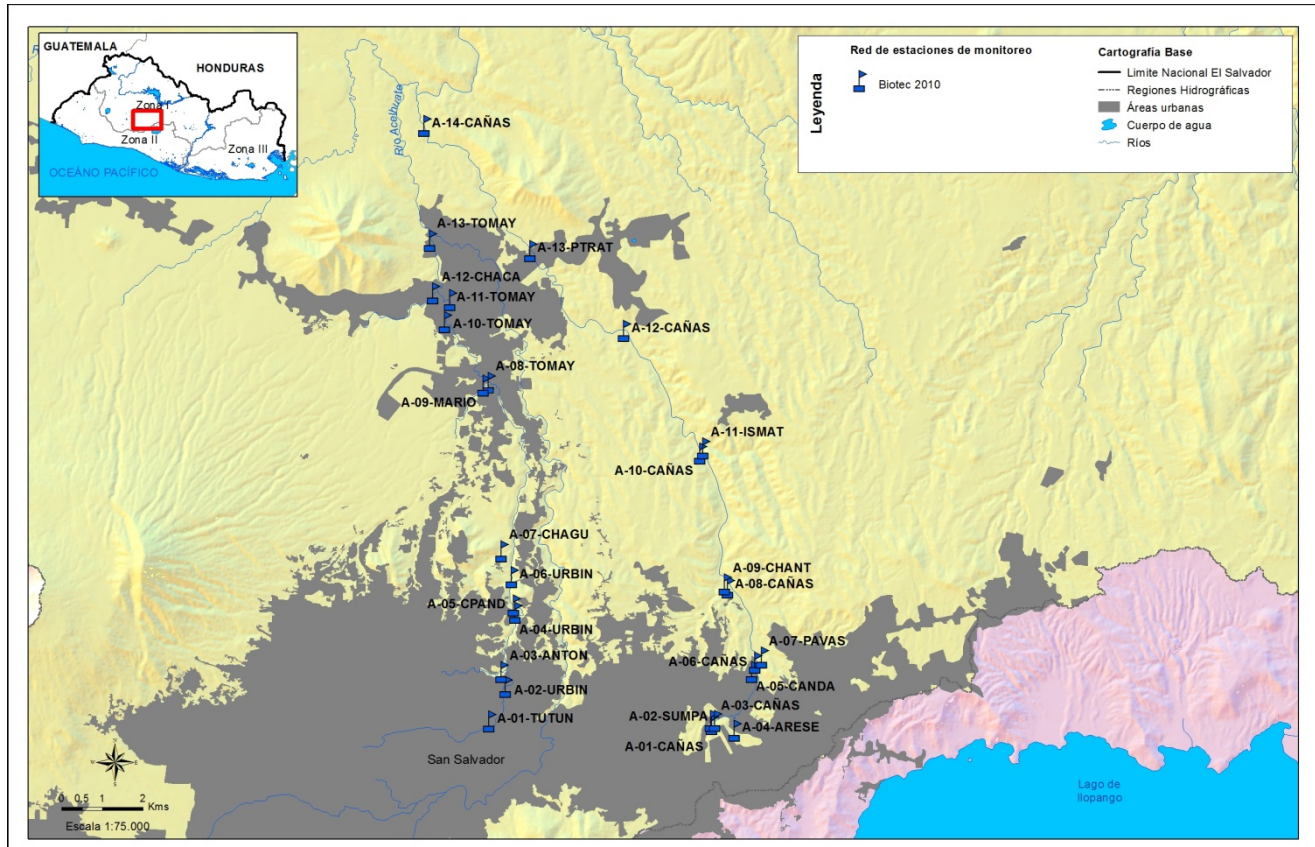 GUATEMALA
HONDURAS
Zona I
Zona II
Zona III
OCEÁNO PACÍFICO
Leyenda
Red de estaciones de monitoreo
Biotec 2010
Cartografía Base
Limite Nacional El Salvador
Regiones Hidrográficas
Áreas urbanas
Cuerpo de agua
Ríos
Río Acelhuate
A-14-CAÑAS
A-13-TOMAY
A-13-PTRAT
A-12-CHACA
A-11-TOMAY
A-10-TOMAY
A-12-CAÑAS
A-08-TOMAY
A-09-MARIO
A-11-ISMAT
A-10-CAÑAS
A-07-CHAGU
A-06-URBIN
A-09-CHANT
A-08-CAÑAS
A-05-CPAND
A-04-URBIN
A-03-ANTON
A-07-PAVAS
A-06-CAÑAS
A-02-URBIN
A-05-CANDA
A-01-TUTUN
A-03-CAÑAS
A-02-SUMPA
A-04-ARESE
A-01-CAÑAS
San Salvador
Lago de
Ilopango
0 0,5 1 2
Kms
Escala 1:75.000